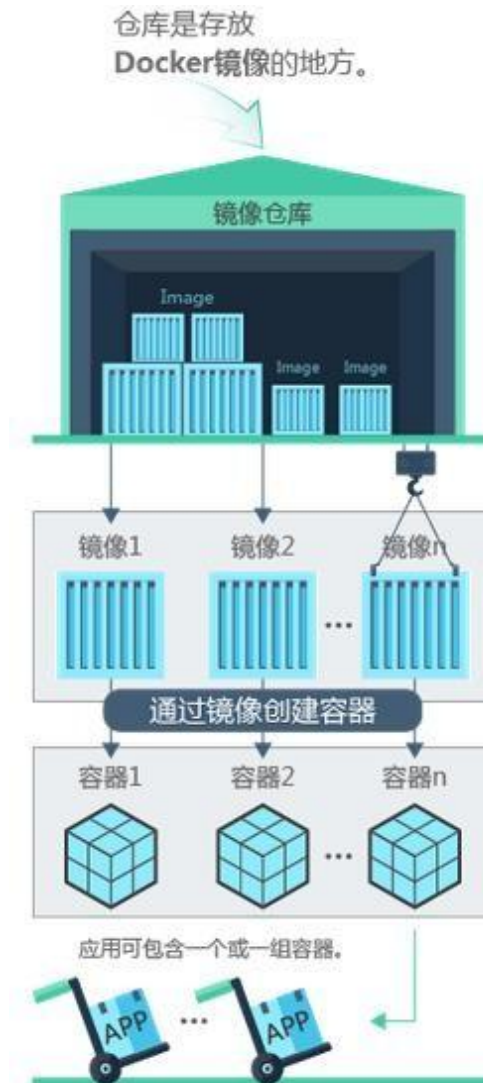 仓库是存放
Docker镜像的地方。
镜像仓库
Image
Image
Image
镜像1
镜像2
镜像n
...
通过镜像创建容器
容器1
容器2
容器n
...
应用可包含一个或一组容器。
APP
...
APP